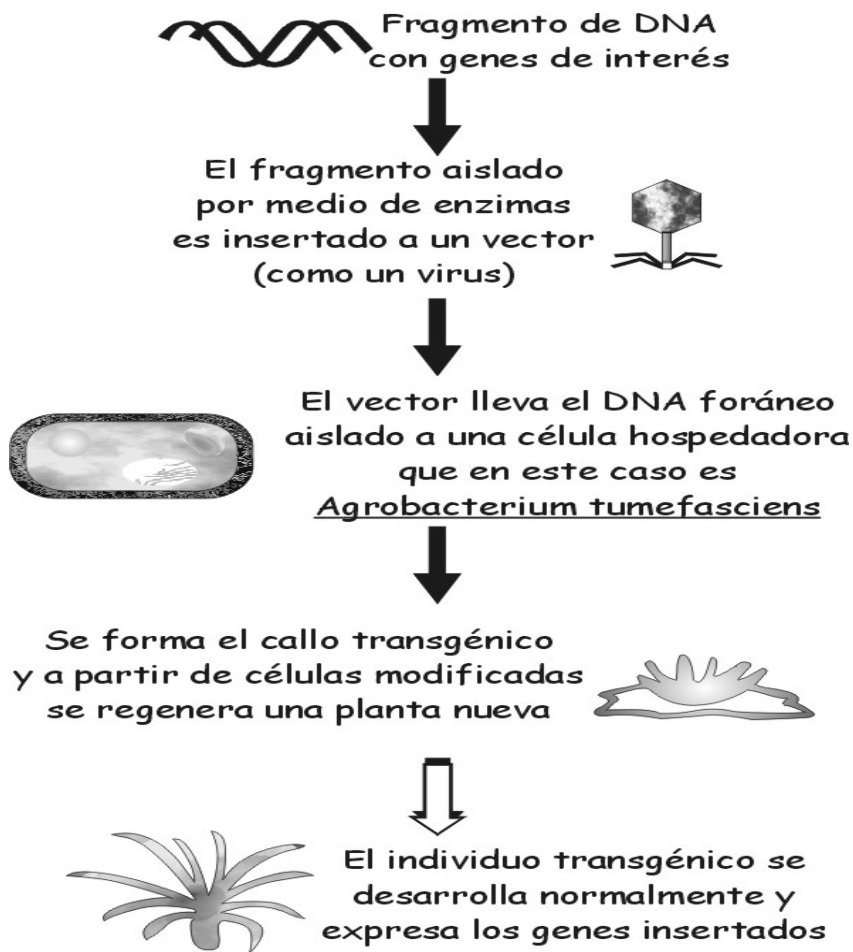 Fragmento de DNA
con genes de interés
El fragmento aislado
por medio de enzimas
es insertado a un vector
(como un virus)
El vector lleva el DNA foráneo
aislado a una célula hospedadora
que en este caso es
Agrobacterium tumefasciens
Se forma el callo transgénico
y a partir de células modificadas
se regenera una planta nueva
El individuo transgénico se
desarrolla normalmente y
expresa los genes insertados